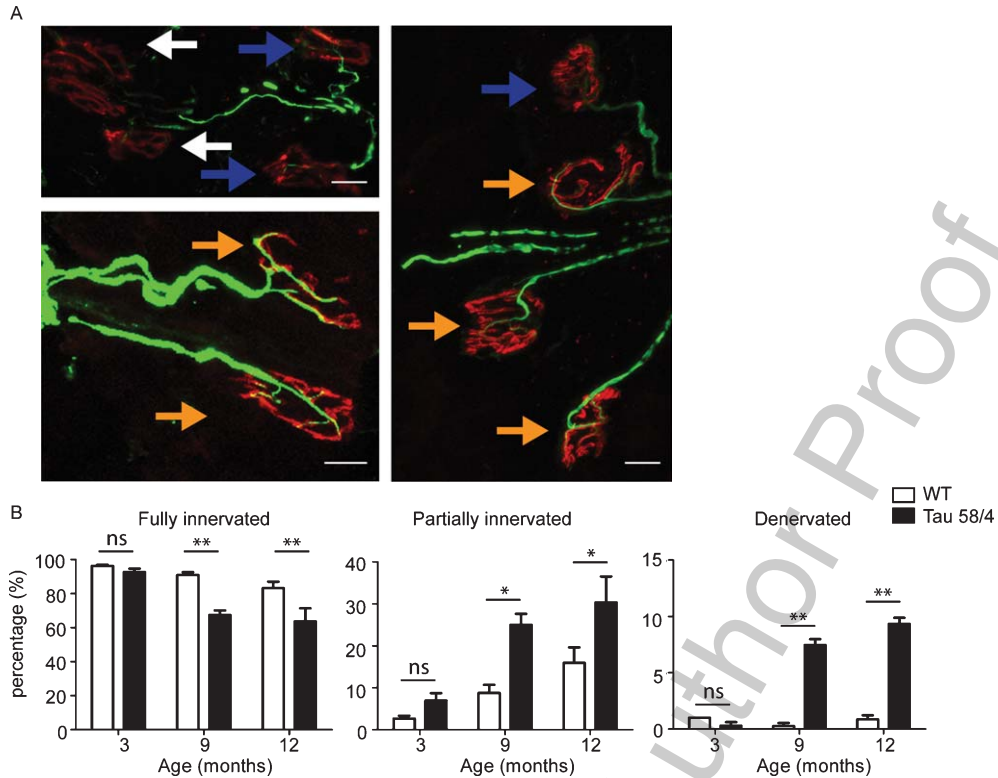 A
B
Fully innervated
Partially innervated
Denervated
WT
Tau 58/4
percentage (%)
100
80
60
40
20
0
ns
**
**
3
9
12
Age (months)
40
30
20
10
0
ns
*
*
3
9
12
Age (months)
15
10
5
0
ns
**
**
3
9
12
Age (months)
uthor Proof